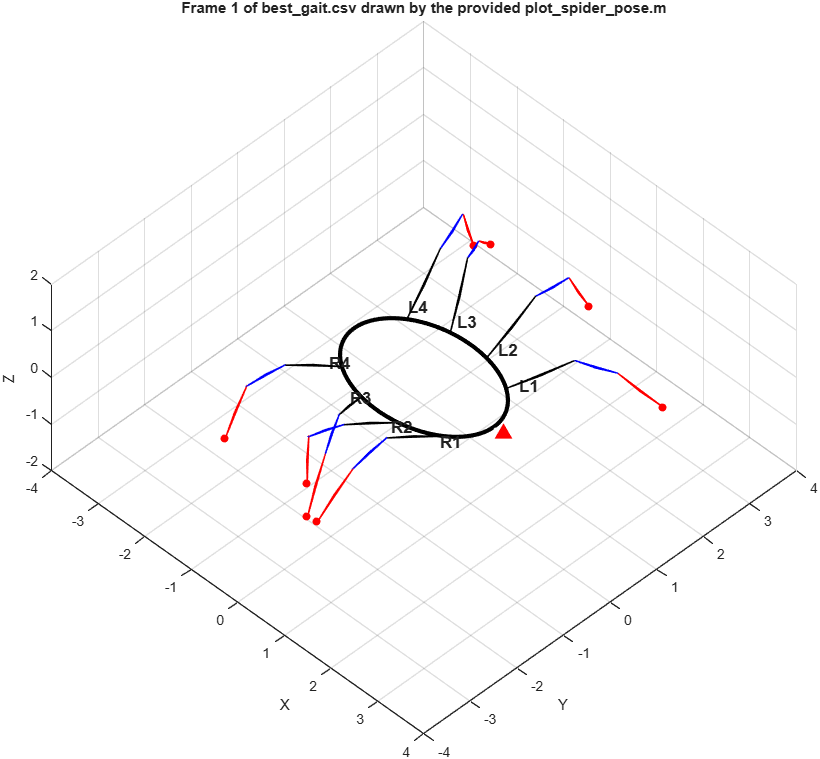 Frame 1 of best_gait.csv drawn by the provided plot_spider_pose.m
2
1
0
-1
-2
Z
-4
-3
-2
-1
0
1
2
3
4
X
-4
-3
-2
-1
0
1
2
3
4
Y
L4
L3
L2
L1
R4
R3
R2
R1